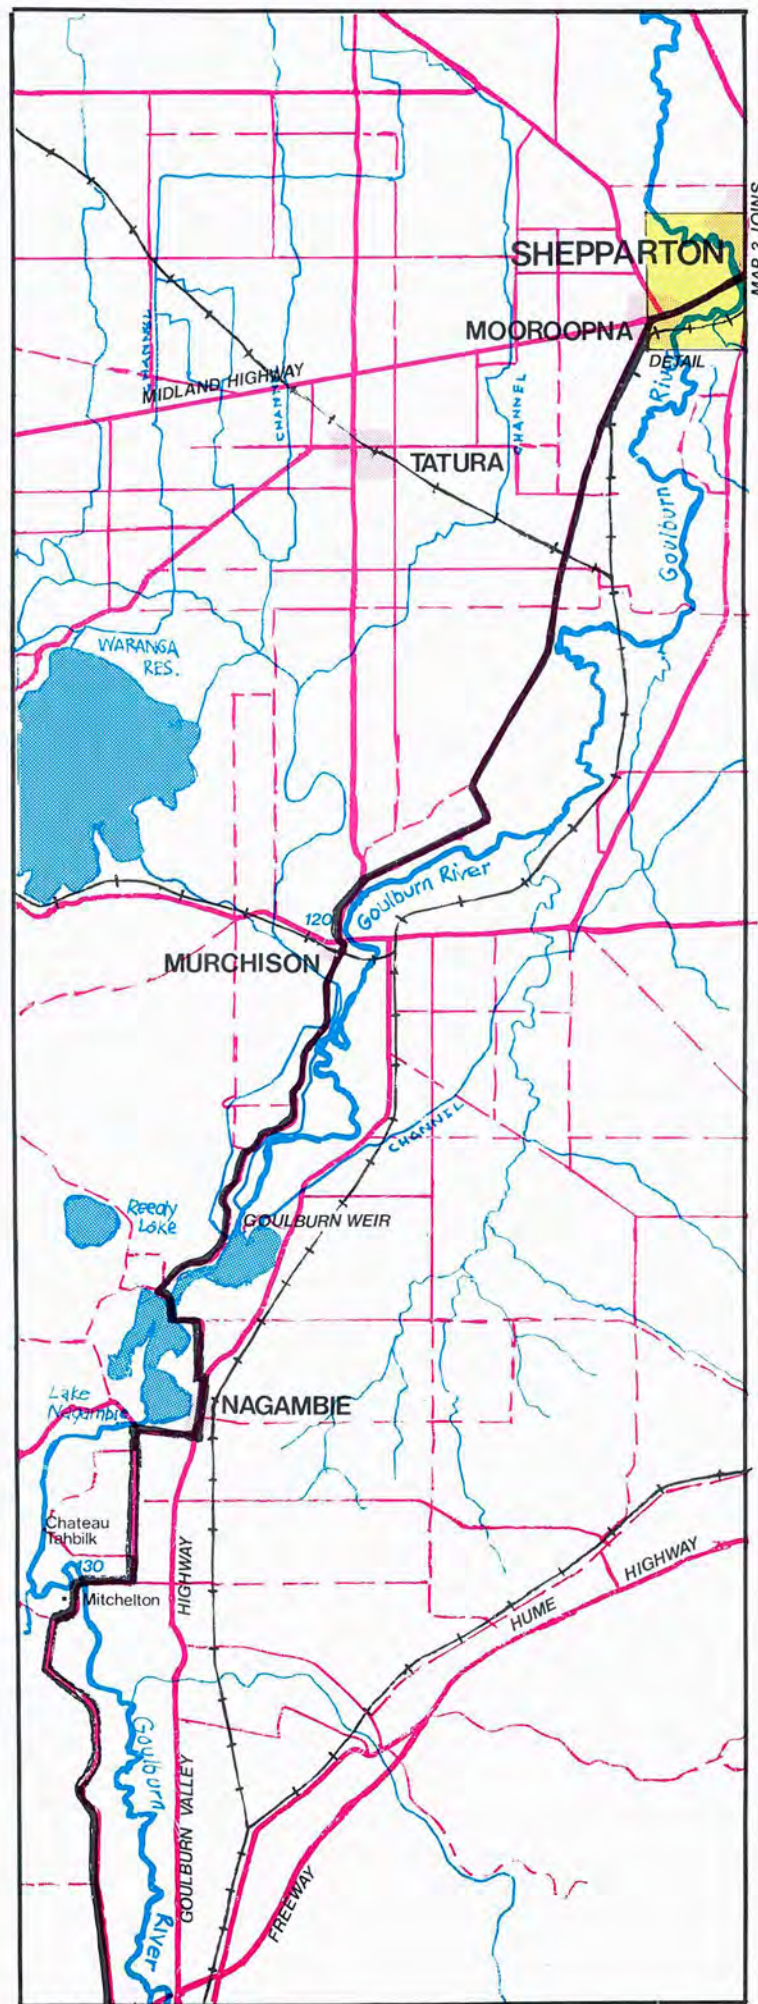 SHEPPARTON
MAP 2 JOINS
MOOROOPNA
DETAIL
River
CHANNEL
MIDLAND HIGHWAY
CHANNEL
CHANNEL
TATURA
Goulburn
WARANGA
RES.
Goulburn River
120
MURCHISON
CHANNEL
Reedy
Lake
GOULBURN WEIR
Lake
Nagambie
NAGAMBIE
Chateau
Tahbilk
130
Mitchelton
HIGHWAY
HUME
HIGHWAY
Goulburn
River
GOULBURN VALLEY
FREEWAY